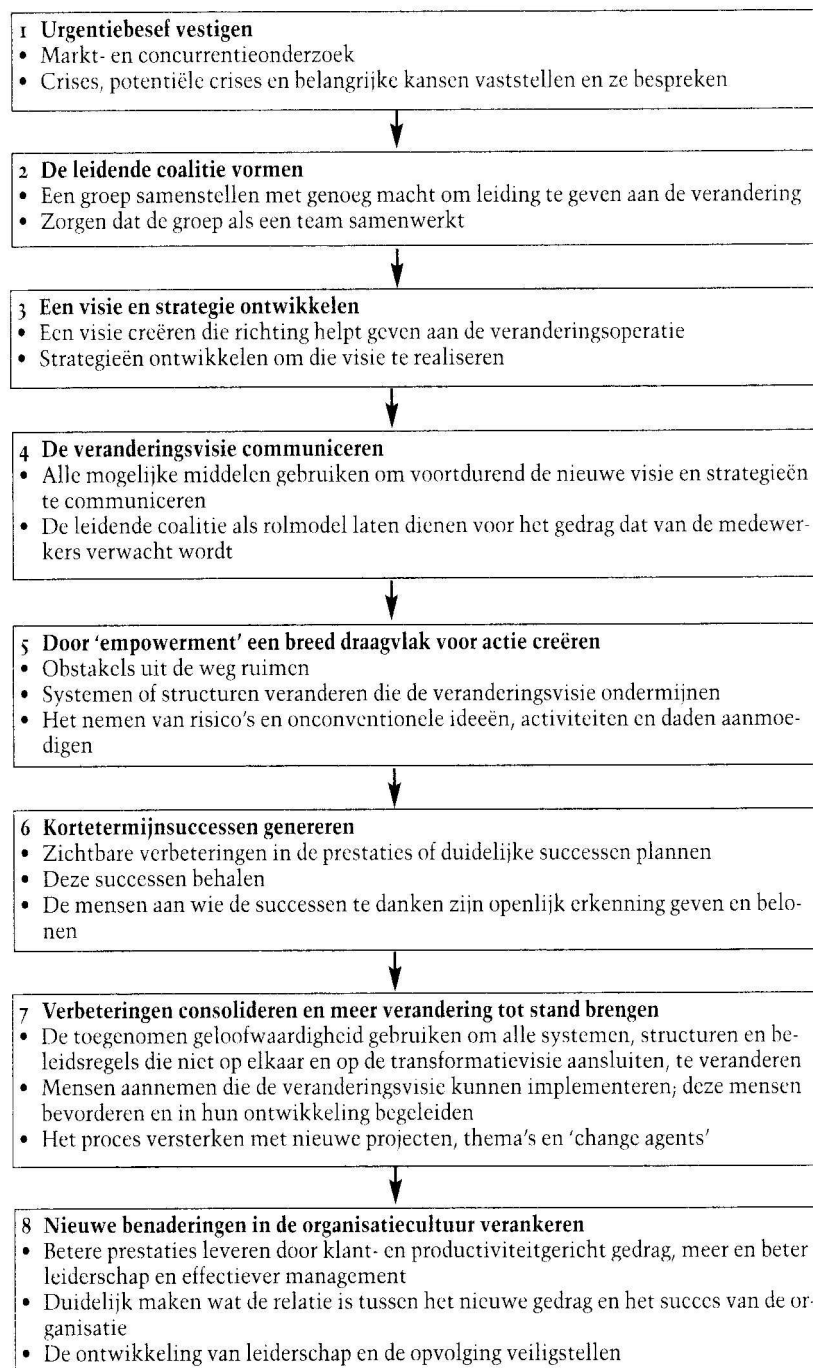 1 Urgentiebesef vestigen
• Markt- en concurrentieonderzoek
• Crises, potentiële crises en belangrijke kansen vaststellen en ze bespreken
2 De leidende coalitie vormen
• Een groep samenstellen met genoeg macht om leiding te geven aan de verandering
• Zorgen dat de groep als een team samenwerkt
3 Een visie en strategie ontwikkelen
• Een visie creëren die richting helpt geven aan de veranderingsoperatie
• Strategieën ontwikkelen om die visie te realiseren
4 De veranderingsvisie communiceren
• Alle mogelijke middelen gebruiken om voortdurend de nieuwe visie en strategieën
te communiceren
• De leidende coalitie als rolmodel laten dienen voor het gedrag dat van de medewer-
kers verwacht wordt
5 Door ‘empowerment’ een breed draagvlak voor actie creëren
• Obstakels uit de weg ruimen
• Systemen of structuren veranderen die de veranderingsvisie ondermijnen
• Het nemen van risico’s en onconventionele ideeën, activiteiten en daden aanmoe-
digen
6 Kortetermijnsuccessen genereren
• Zichtbare verbeteringen in de prestaties of duidelijke successen plannen
• Deze successen behalen
• De mensen aan wie de successen te danken zijn openlijk erkenning geven en belo-
nen
7 Verbeteringen consolideren en meer verandering tot stand brengen
• De toegenomen geloofwaardigheid gebruiken om alle systemen, structuren en be-
leidsregels die niet op elkaar en op de transformatievisie aansluiten, te veranderen
• Mensen aannemen die de veranderingsvisie kunnen implementeren; deze mensen
bevorderen en in hun ontwikkeling begeleiden
• Het proces versterken met nieuwe projecten, thema’s en ‘change agents’
8 Nieuwe benaderingen in de organisatiecultuur verankeren
• Betere prestaties leveren door klant- en productiviteitgericht gedrag, meer en beter
leiderschap en effectiever management
• Duidelijk maken wat de relatie is tussen het nieuwe gedrag en het succes van de or-
ganisatie
• De ontwikkeling van leiderschap en de opvolging veiligstellen